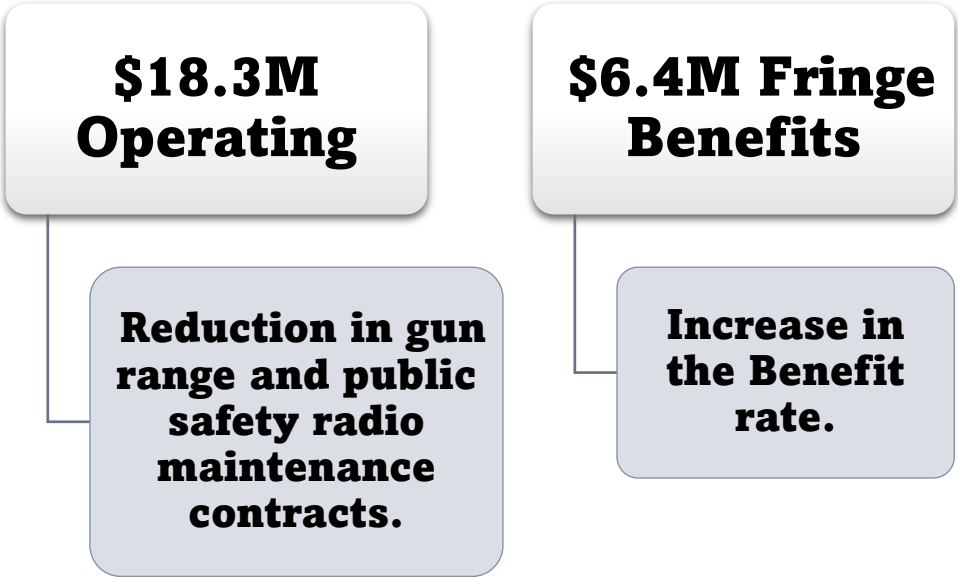 $18.3M
Operating
Reduction in gun
range and public
safety radio
maintenance
contracts.
$6.4M Fringe
Benefits
Increase in
the Benefit
rate.